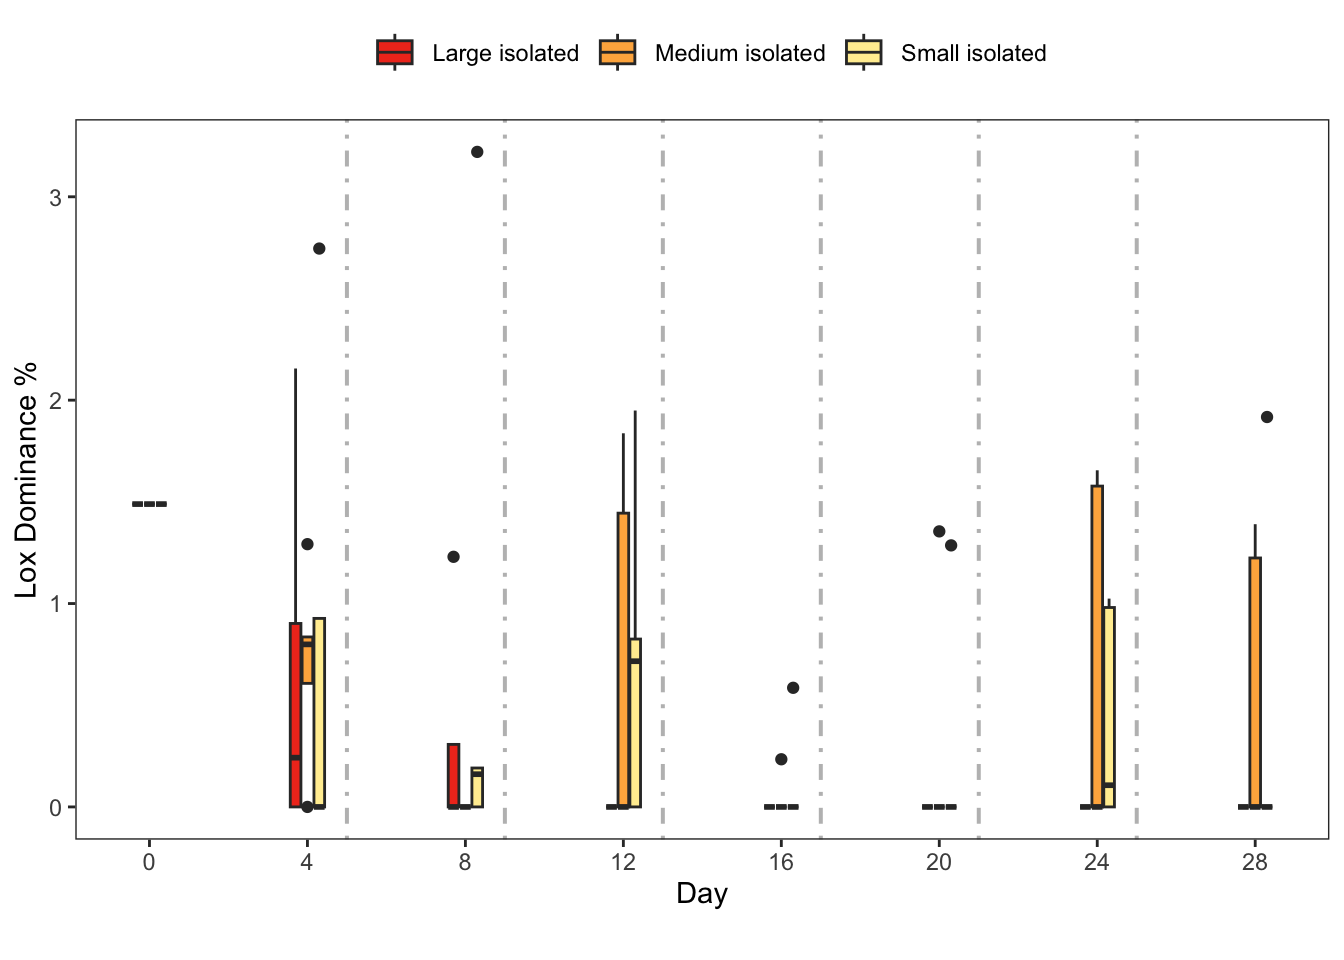 Large isolated Medium isolated Small isolated
Lox Dominance %
3
2
1
0
0 4 8 12 16 20 24 28
Day